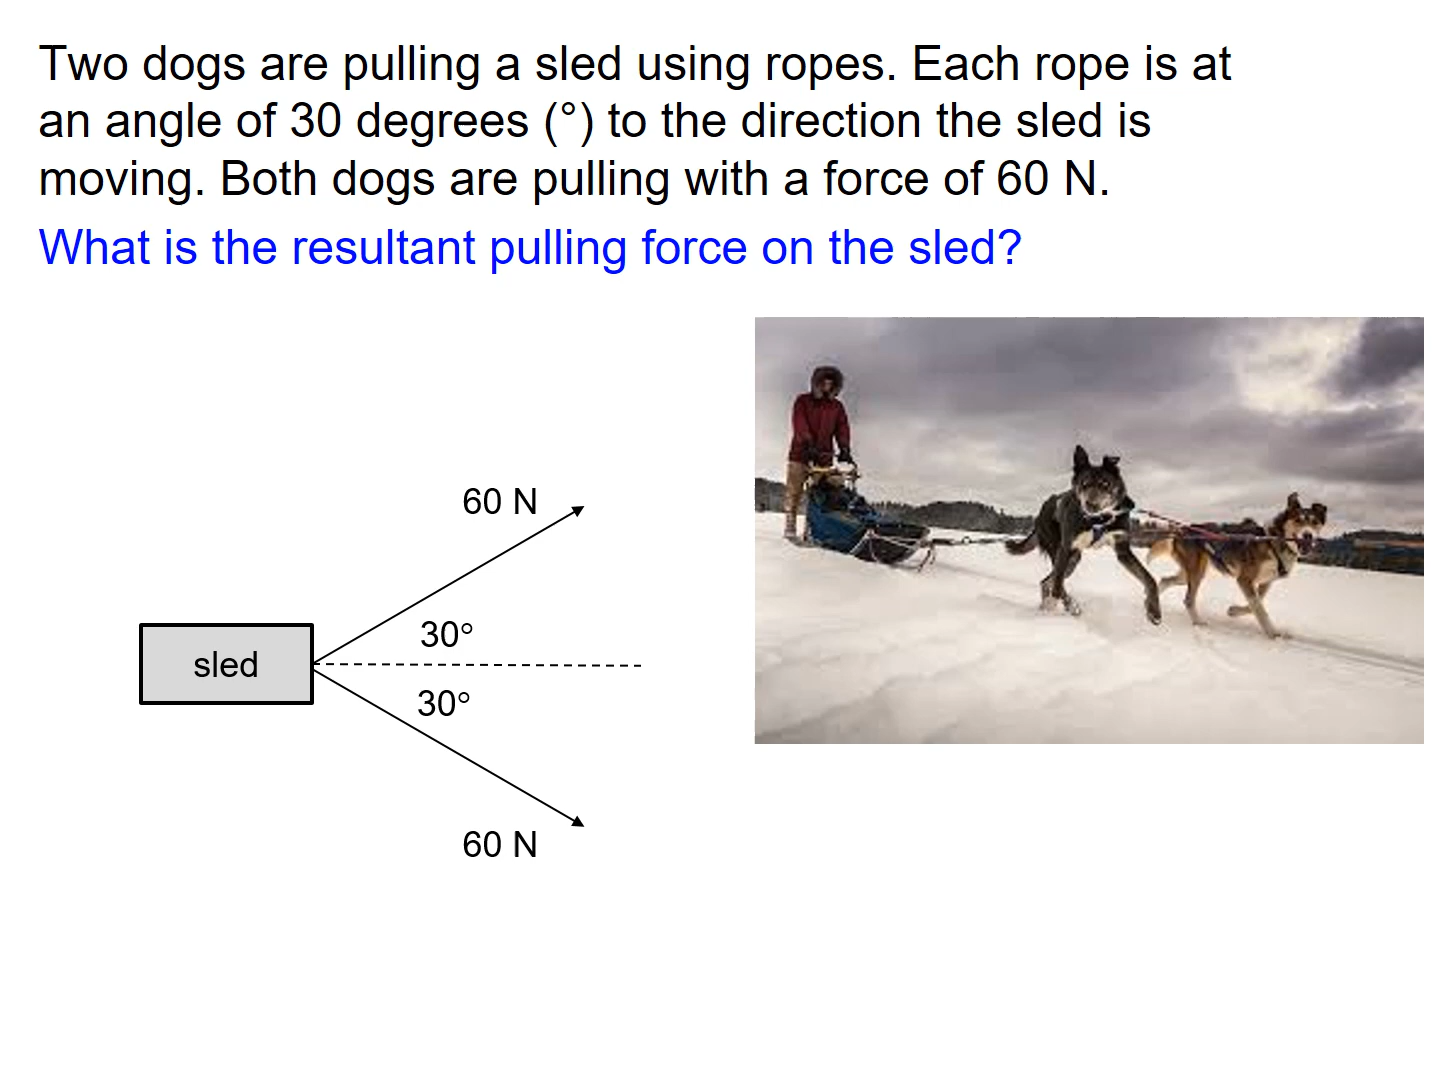 Two dogs are pulling a sled using ropes. Each rope is at
an angle of 30 degrees (°) to the direction the sled is
moving. Both dogs are pulling with a force of 60 N.
What is the resultant pulling force on the sled?
60 N
30°
sled
30°
60 N